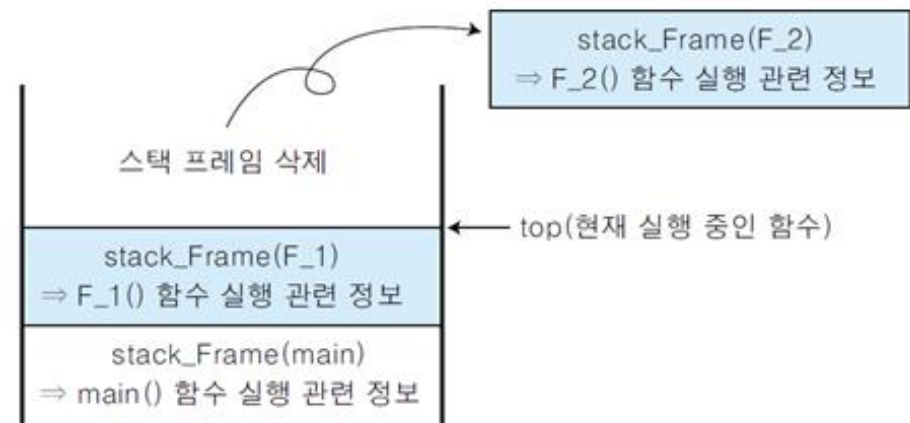 stack_Frame(F_2)
⇒ F_2() 함수 실행 관련 정보
스택 프레임 삭제
top(현재 실행 중인 함수)
stack_Frame(F_1)
⇒ F_1() 함수 실행 관련 정보
stack_Frame(main)
⇒ main() 함수 실행 관련 정보